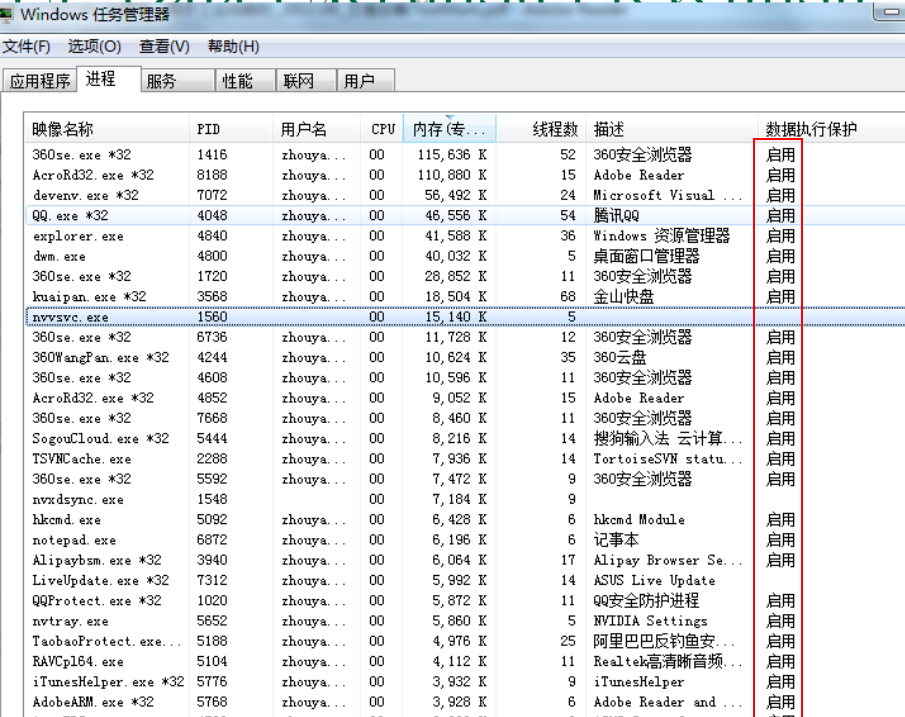 Windows 任务管理器
文件(F) 选项(O) 查看(V) 帮助(H)
应用程序 进程 服务 性能 联网 用户
映像名称 PID 用户名 CPU 内存(专... 线程数 描述 数据执行保护
360se.exe *32 1416 zhouya... 00 115,636 K 52 360安全浏览器 启用
AcroRd32.exe *32 8188 zhouya... 00 110,880 K 15 Adobe Reader 启用
devenv.exe *32 7072 zhouya... 00 56,492 K 24 Microsoft Visual ... 启用
QQ.exe *32 4048 zhouya... 00 46,556 K 54 腾讯QQ 启用
explorer.exe 4840 zhouya... 00 41,588 K 36 Windows 资源管理器 启用
dwm.exe 4800 zhouya... 00 40,032 K 5 桌面窗口管理器 启用
360se.exe *32 1720 zhouya... 00 28,852 K 11 360安全浏览器 启用
kuaipan.exe *32 3568 zhouya... 00 18,504 K 68 金山快盘 启用
nvvsvc.exe 1560 00 15,140 K 5
360se.exe *32 6736 zhouya... 00 11,728 K 12 360安全浏览器 启用
360WangPan.exe *32 4244 zhouya... 00 10,624 K 35 360云盘 启用
360se.exe *32 4608 zhouya... 00 10,596 K 11 360安全浏览器 启用
AcroRd32.exe *32 4852 zhouya... 00 9,052 K 15 Adobe Reader 启用
360se.exe *32 7668 zhouya... 00 8,460 K 11 360安全浏览器 启用
SogouCloud.exe *32 5444 zhouya... 00 8,216 K 14 搜狗输入法 云计算... 启用
TSVNCache.exe 2288 zhouya... 00 7,936 K 14 TortoiseSVN statu... 启用
360se.exe *32 5592 zhouya... 00 7,472 K 9 360安全浏览器 启用
nvxdsync.exe 1548 00 7,184 K 9
hkcmd.exe 5092 zhouya... 00 6,428 K 6 hkcmd Module 启用
notepad.exe 6872 zhouya... 00 6,196 K 6 记事本 启用
Alipaybsm.exe *32 3940 zhouya... 00 6,064 K 17 Alipay Browser Se... 启用
LiveUpdate.exe *32 7312 zhouya... 00 5,992 K 14 ASUS Live Update
QQProtect.exe *32 1020 zhouya... 00 5,872 K 11 QQ安全防护进程 启用
nvtray.exe 5652 zhouya... 00 5,860 K 5 NVIDIA Settings 启用
TaobaoProtect.exe... 5188 zhouya... 00 4,976 K 25 阿里巴巴反钓鱼安... 启用
RAVCpl64.exe 5104 zhouya... 00 4,112 K 11 Realtek高清晰音频... 启用
iTunesHelper.exe *32 5776 zhouya... 00 3,932 K 9 iTunesHelper 启用
AdobeARM.exe *32 5768 zhouya... 00 3,928 K 6 Adobe Reader and ... 启用